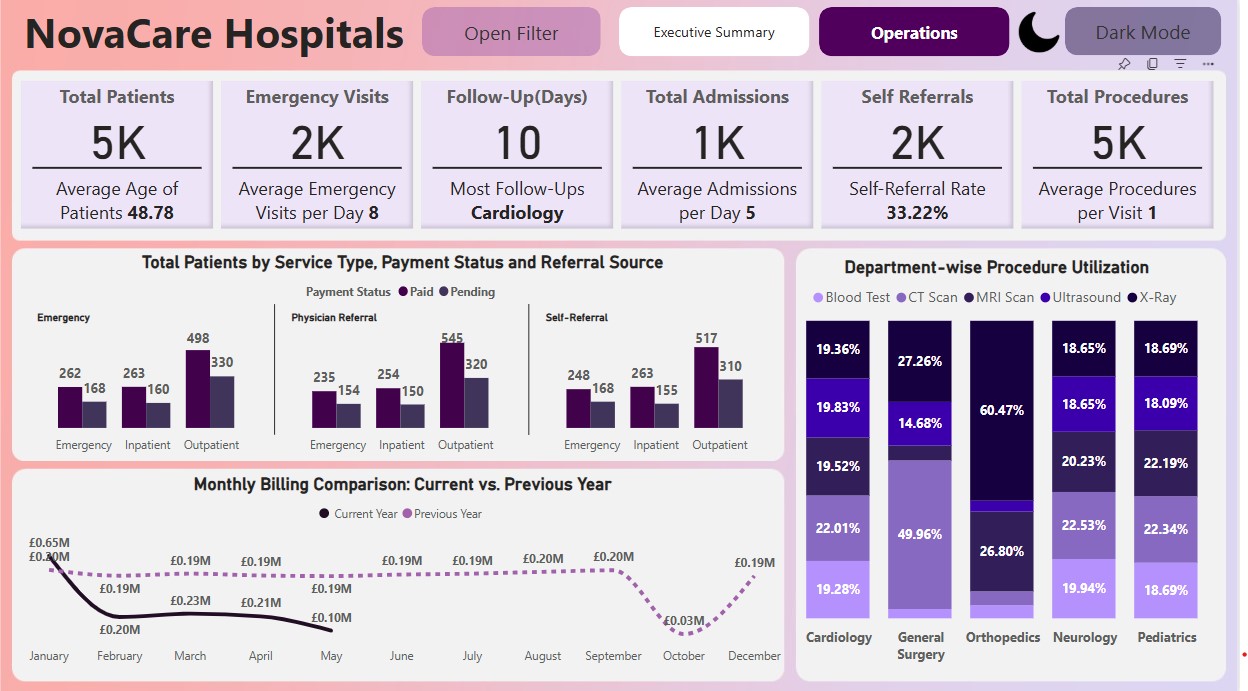 NovaCare Hospitals
Open Filter
Executive Summary
Operations
Dark Mode
Total Patients
5K
Average Age of
Patients 48.78
Emergency Visits
2K
Average Emergency
Visits per Day 8
Follow-Up(Days)
10
Most Follow-Ups
Cardiology
Total Admissions
1K
Average Admissions
per Day 5
Self Referrals
2K
Self-Referral Rate
33.22%
Total Procedures
5K
Average Procedures
per Visit 1
Total Patients by Service Type, Payment Status and Referral Source
Payment Status Paid Pending
Emergency
262 168 263 160 498 330
Emergency Inpatient Outpatient
Physician Referral
235 154 254 150 545 320
Emergency Inpatient Outpatient
Self-Referral
248 168 263 155 517 310
Emergency Inpatient Outpatient
Monthly Billing Comparison: Current vs. Previous Year
Current Year Previous Year
£0.65M
£0.20M
£0.19M
£0.20M
£0.19M
£0.23M
£0.19M
£0.21M
£0.19M
£0.10M
£0.19M
£0.19M
£0.20M
£0.20M
£0.03M
£0.19M
January February March April May June July August September October December
Department-wise Procedure Utilization
Blood Test CT Scan MRI Scan Ultrasound X-Ray
19.36%
19.83%
19.52%
22.01%
19.28%
Cardiology
27.26%
14.68%
49.96%
General
Surgery
60.47%
26.80%
Orthopedics
18.65%
18.65%
20.23%
22.53%
19.94%
Neurology
18.69%
18.09%
22.19%
22.34%
18.69%
Pediatrics